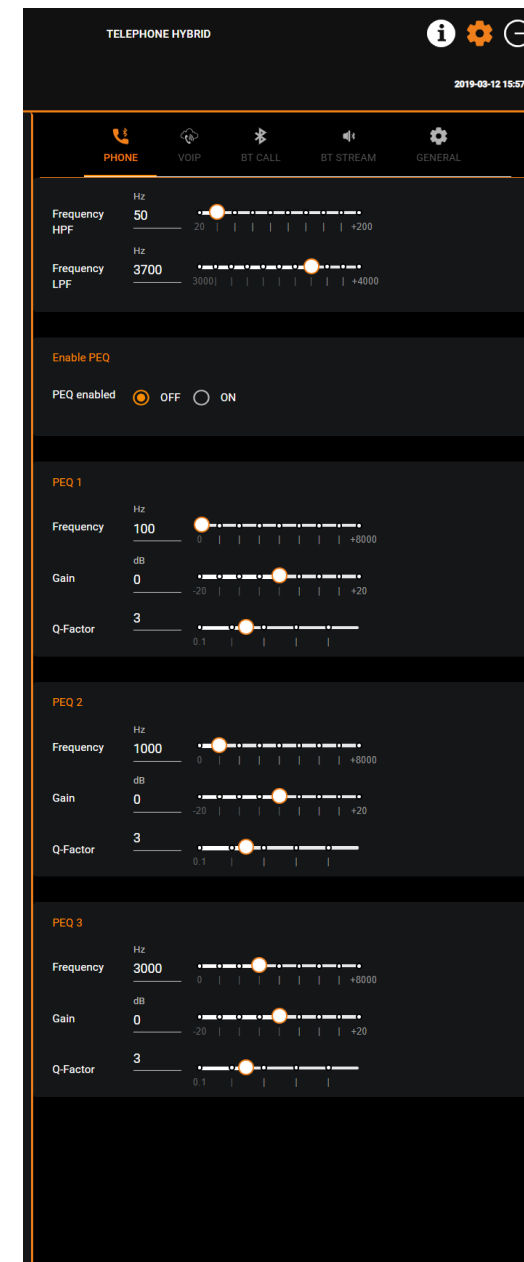 TELEPHONE HYBRID
2019-03-12 15:57
PHONE VOIP BT CALL BT STREAM GENERAL
Hz
Frequency HPF 50
20 +200
Hz
Frequency LPF 3700
3000 +4000
Enable PEQ
PEQ enabled OFF ON
PEQ 1
Hz
Frequency 100
0 +8000
dB
Gain 0
-20 +20
Q-Factor 3
0.1
PEQ 2
Hz
Frequency 1000
0 +8000
dB
Gain 0
-20 +20
Q-Factor 3
0.1
PEQ 3
Hz
Frequency 3000
0 +8000
dB
Gain 0
-20 +20
Q-Factor 3
0.1